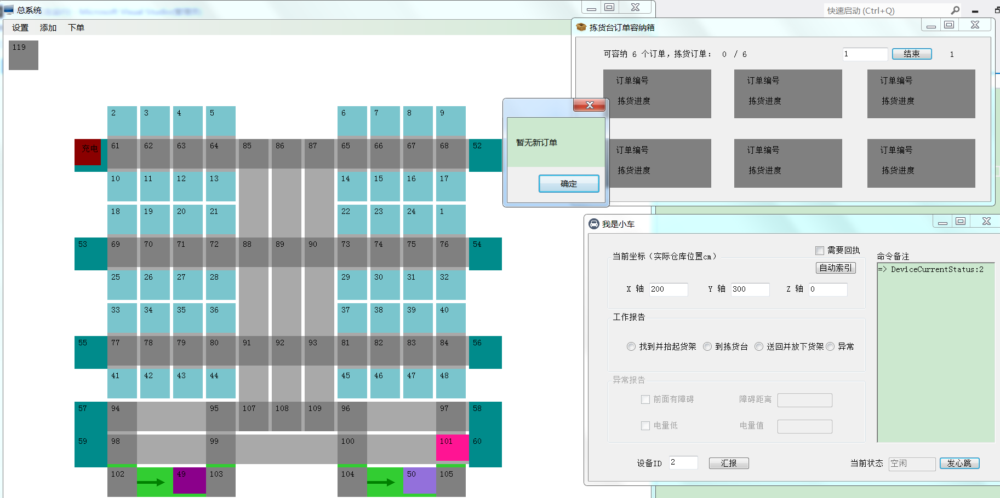 总系统
快速启动 (Ctrl+Q)
设置 添加 下单
119
2 3 4 5 6 7 8 9
充电 61 62 63 64 85 86 87 65 66 67 68 52
10 11 12 13 14 15 16 17
18 19 20 21 22 23 24 1
53 69 70 71 72 88 89 90 73 74 75 76 54
25 26 27 28 29 30 31 32
33 34 35 36 37 38 39 40
55 77 78 79 80 91 92 93 81 82 83 84 56
41 42 43 44 45 46 47 48
57 94 95 107 108 109 96 97 58
59 98 99 100 101 60
102 49 103 104 50 105
拣货台订单容纳箱
可容纳 6 个订单，拣货订单： 0 / 6 1 结束 1
订单编号 订单编号 订单编号
拣货进度 拣货进度 拣货进度
订单编号 订单编号 订单编号
拣货进度 拣货进度 拣货进度
暂无新订单
确定
我是小车
需要回执
当前坐标（实际仓库位置cm）
自动索引
X 轴 200 Y 轴 300 Z 轴 0
工作报告
找到并抬起货架 到拣货台 送回并放下货架 异常
异常报告
前面有障碍 障碍距离
电量低 电量值
命令备注
=> DeviceCurrentStatus:2
设备ID 2 汇报 当前状态 空闲 发心跳